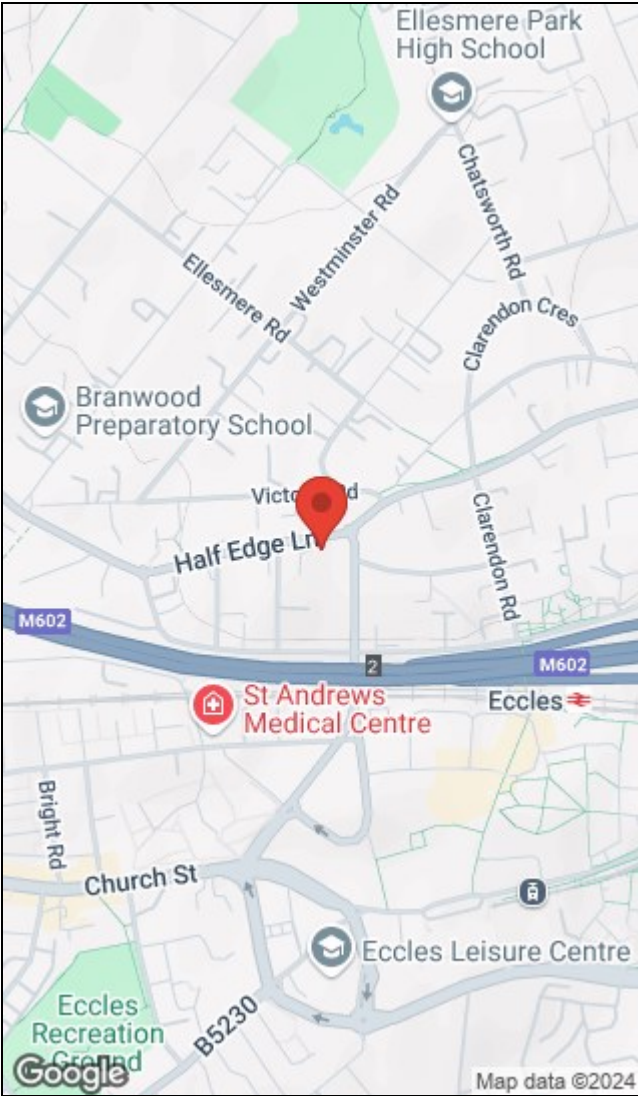 Ellesmere Park
High School
Chatsworth Rd
Westminster Rd
Ellesmere Rd
Clarendon Cres
Branwood
Preparatory School
Half Edge Ln
Clarendon Rd
M602
2
M602
St Andrews
Medical Centre
Eccles
Bright Rd
Church St
Eccles Leisure Centre
Eccles
Recreation
Ground
B5230
Google
Map data ©2024